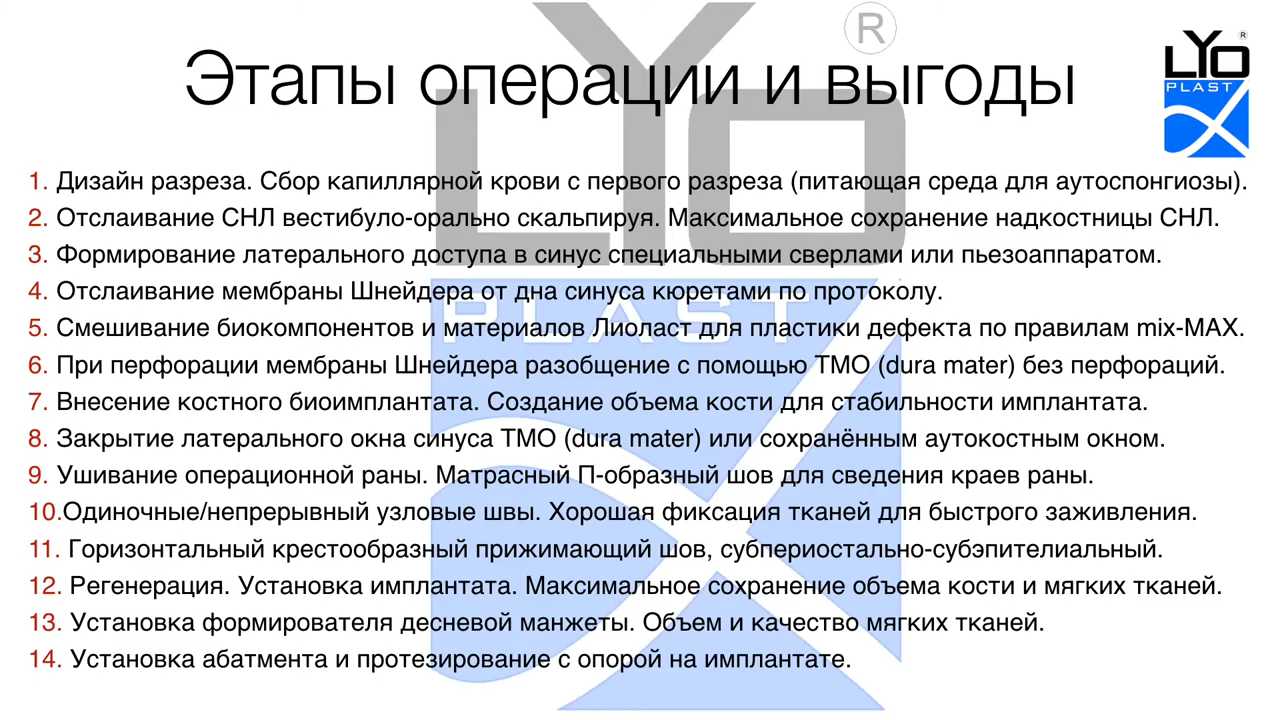 Этапы операции и выгоды
LYO ®
PLAST
LYO ®
PLAST
1. Дизайн разреза. Сбор капиллярной крови с первого разреза (питающая среда для аутоспонгиозы).
2. Отслаивание СНЛ вестибуло-орально скальпируя. Максимальное сохранение надкостницы СНЛ.
3. Формирование латерального доступа в синус специальными сверлами или пьезоаппаратом.
4. Отслаивание мембраны Шнейдера от дна синуса кюретами по протоколу.
5. Смешивание биокомпонентов и материалов Лиоласт для пластики дефекта по правилам mix-MAX.
6. При перфорации мембраны Шнейдера разобщение с помощью ТМО (dura mater) без перфораций.
7. Внесение костного биоимплантата. Создание объема кости для стабильности имплантата.
8. Закрытие латерального окна синуса ТМО (dura mater) или сохранённым аутокостным окном.
9. Ушивание операционной раны. Матрасный П-образный шов для сведения краев раны.
10.Одиночные/непрерывный узловые швы. Хорошая фиксация тканей для быстрого заживления.
11. Горизонтальный крестообразный прижимающий шов, субпериостально-субэпителиальный.
12. Регенерация. Установка имплантата. Максимальное сохранение объема кости и мягких тканей.
13. Установка формирователя десневой манжеты. Объем и качество мягких тканей.
14. Установка абатмента и протезирование с опорой на имплантате.